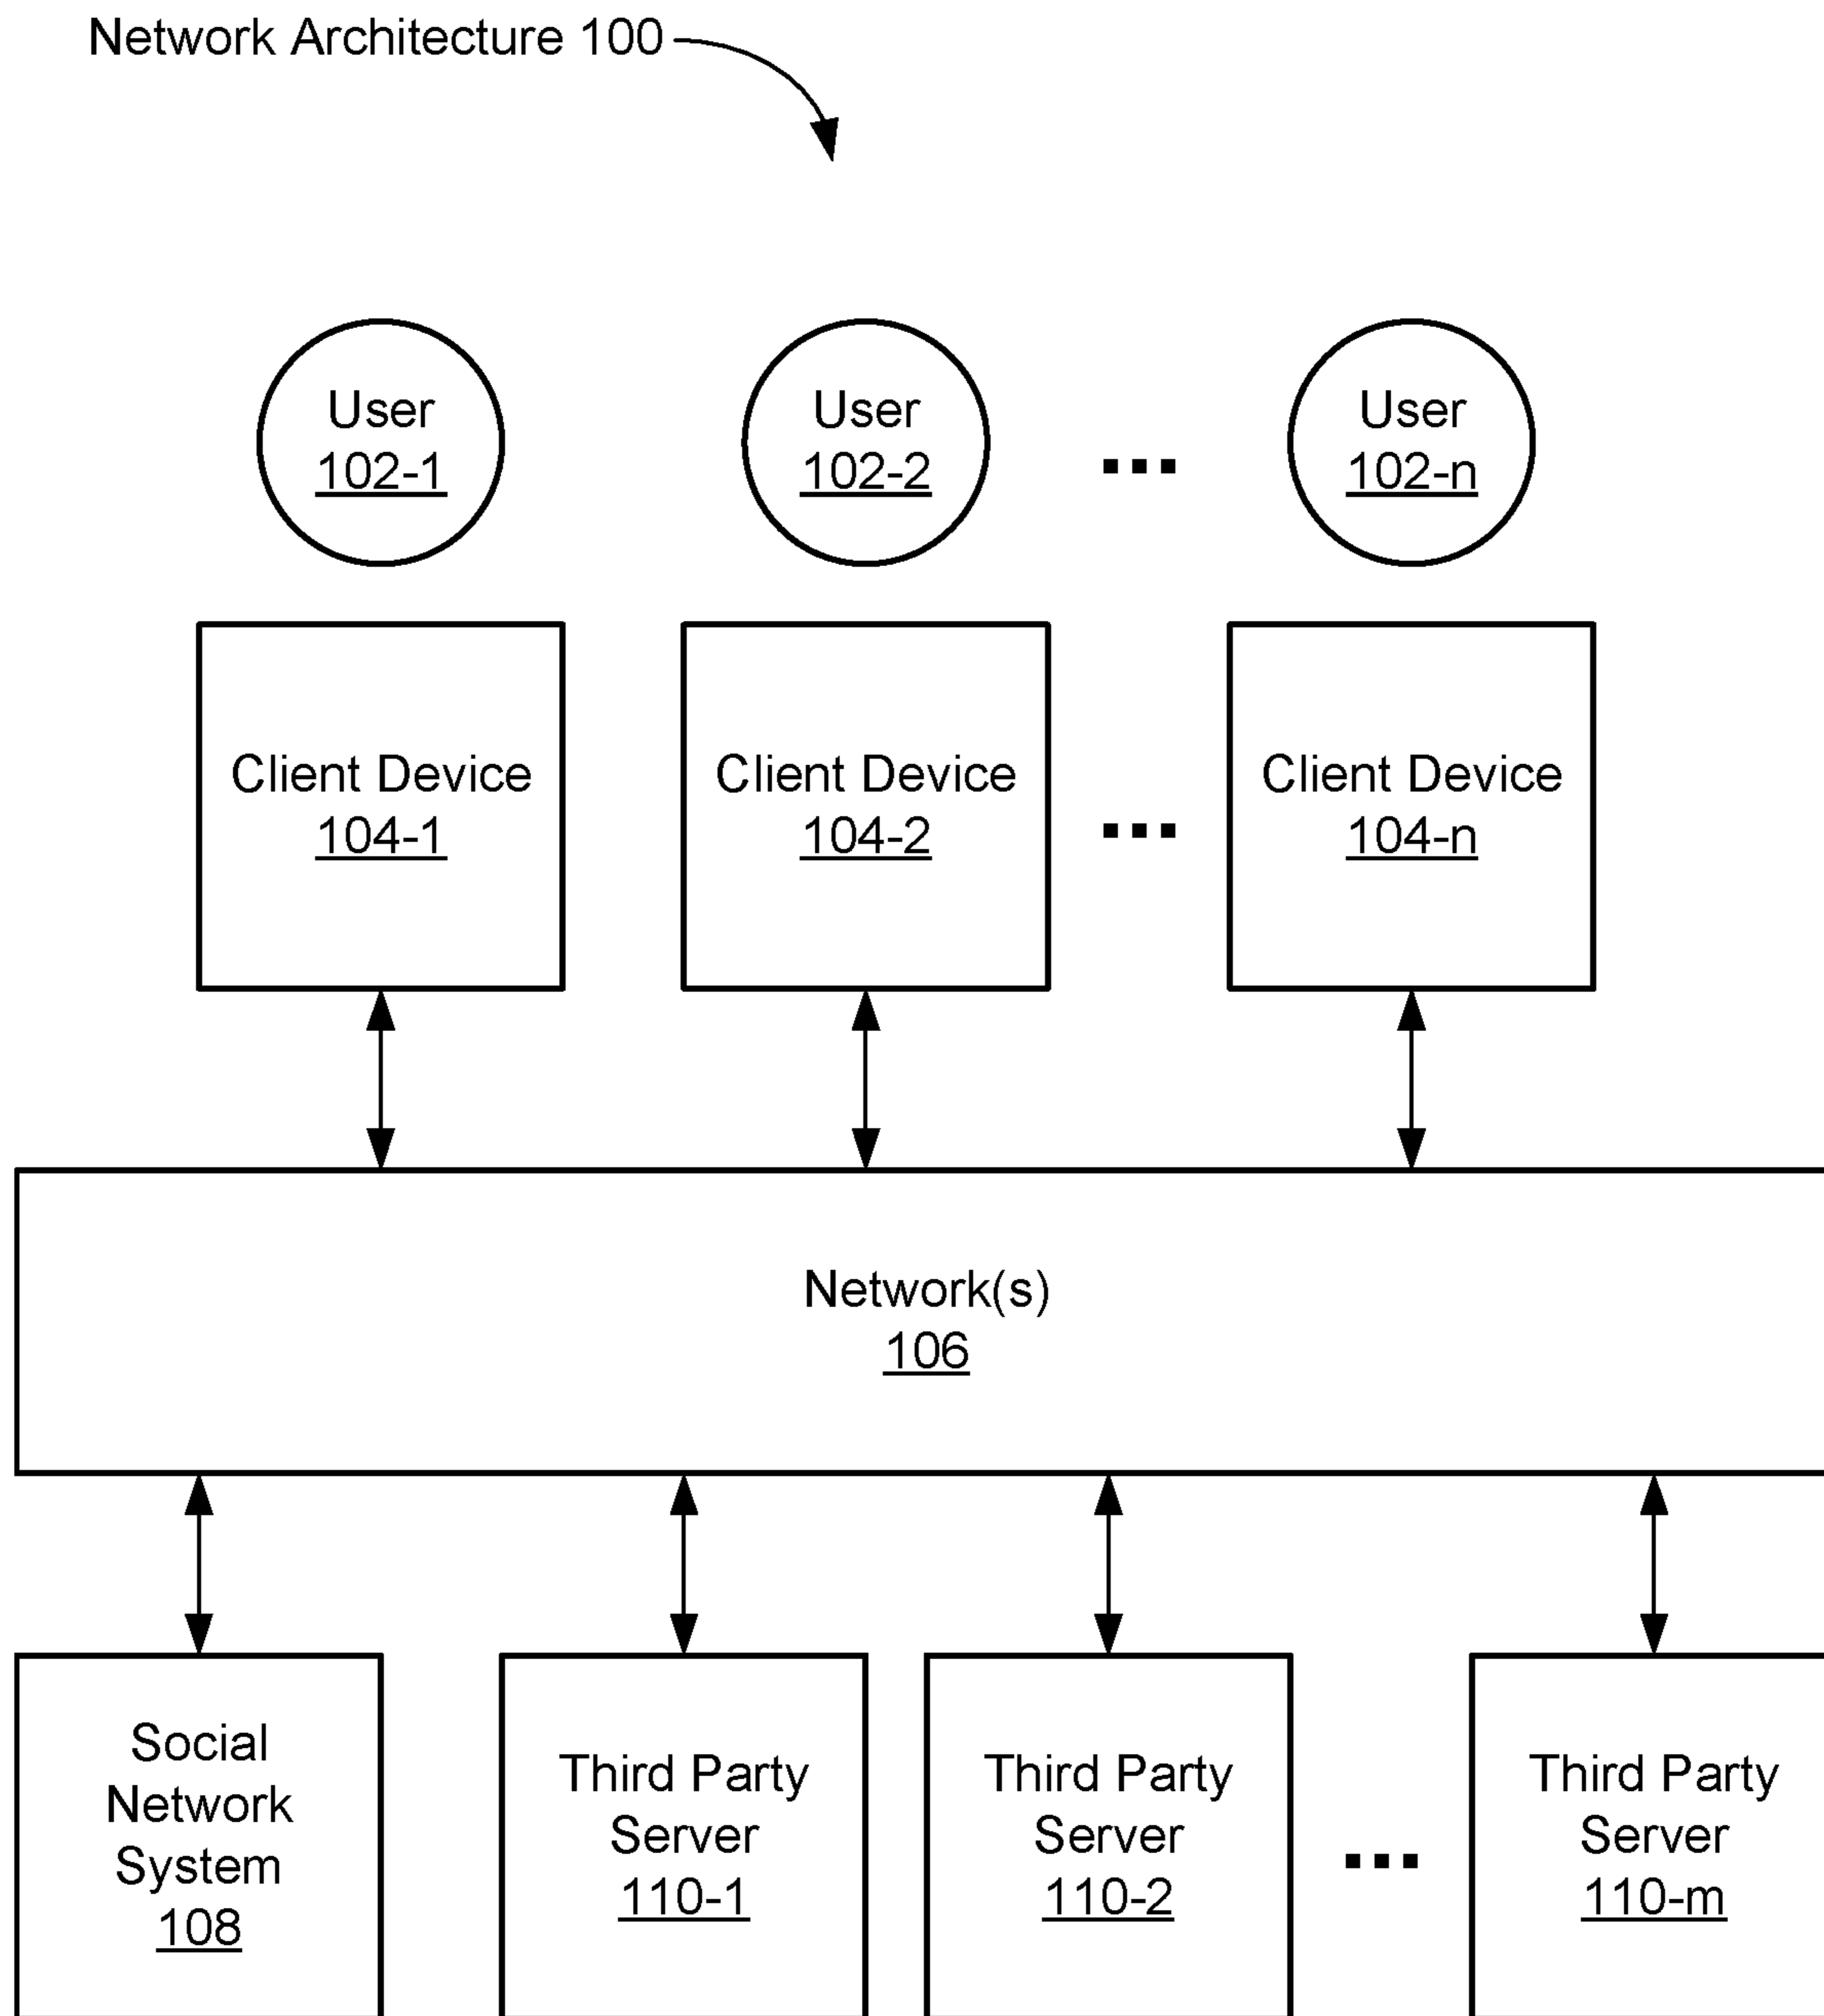 Network Architecture 100
User
102-1
User
102-2
...
User
102-n
Client Device
104-1
Client Device
104-2
...
Client Device
104-n
Network(s)
106
Social
Network
System
108
Third Party
Server
110-1
Third Party
Server
110-2
...
Third Party
Server
110-m